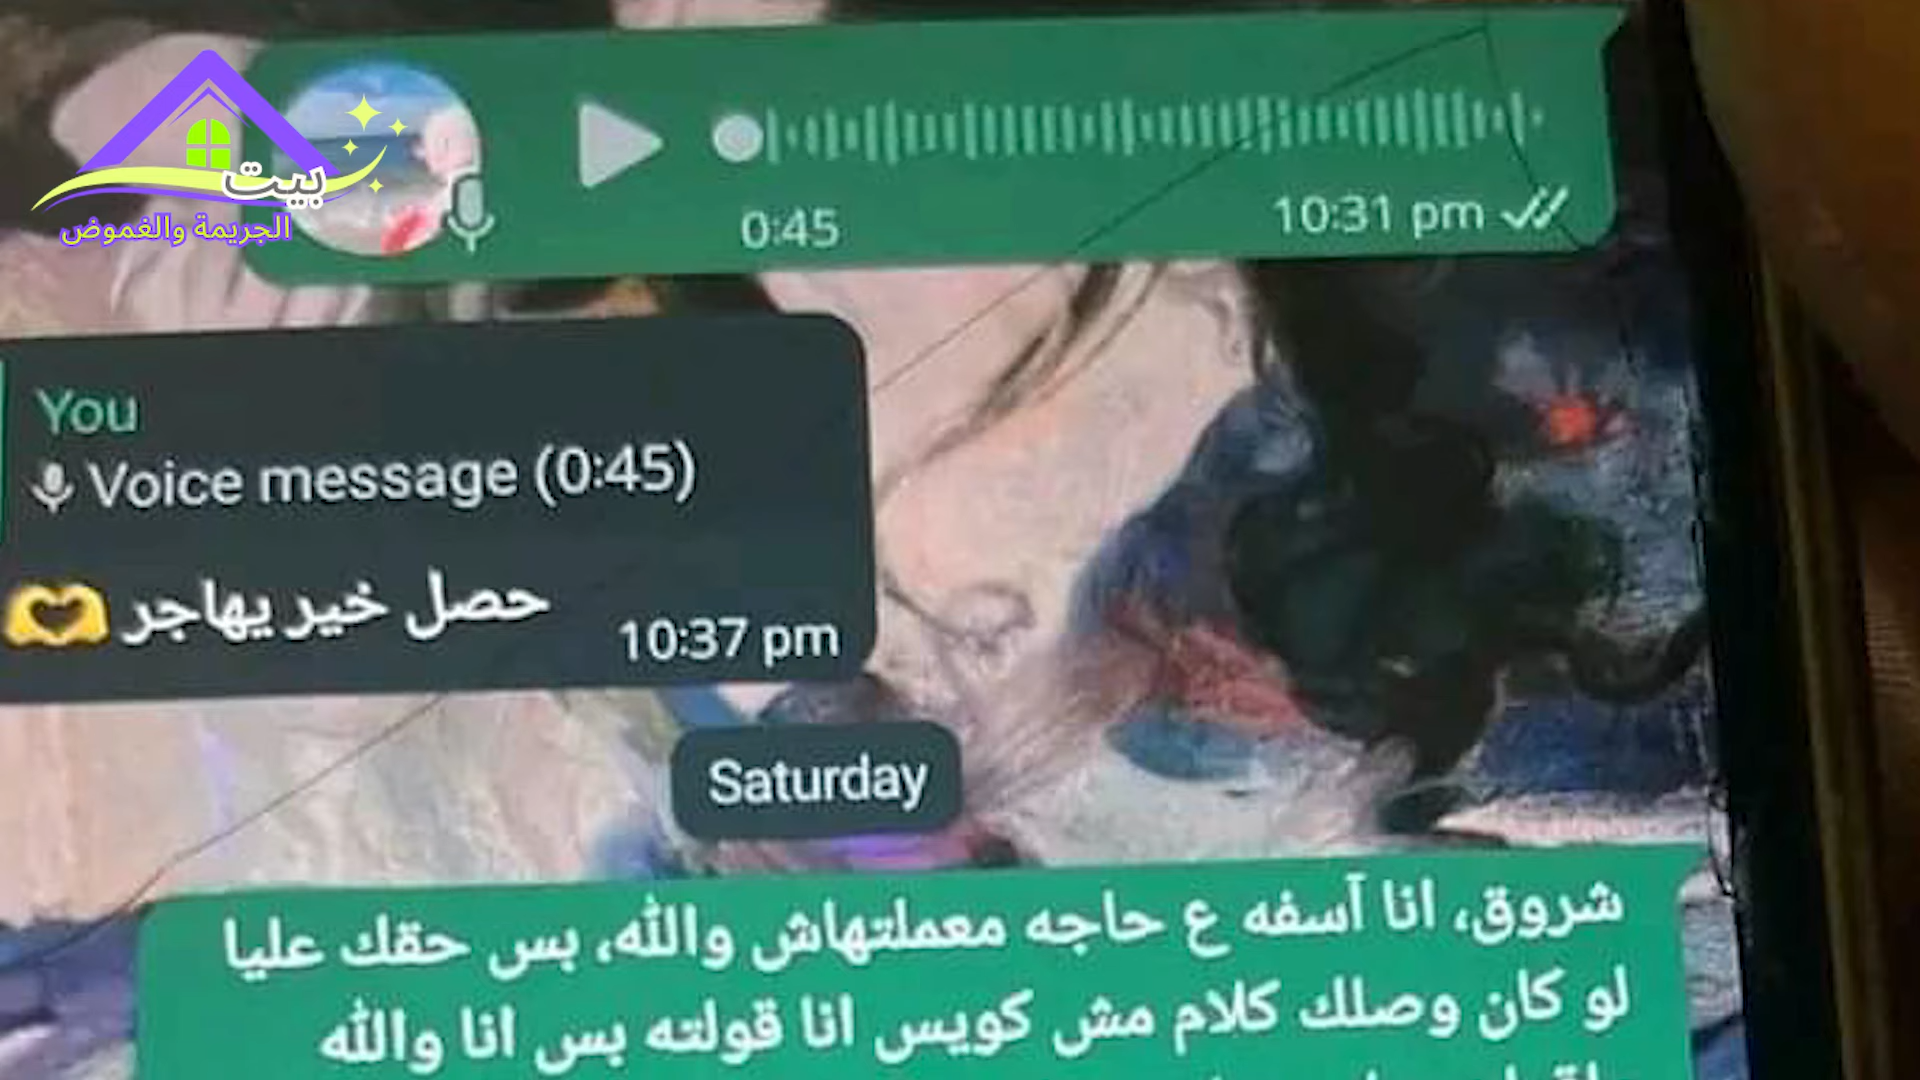 بيت
الجريمة والغموض
0:45
10:31 pm
You
Voice message (0:45)
حصل خير يهاجر 🫶
10:37 pm
Saturday
شروق، انا آسفه ع حاجه معملتهاش والله، بس حقك عليا
لو كان وصلك كلام مش كويس انا قولته بس انا والله